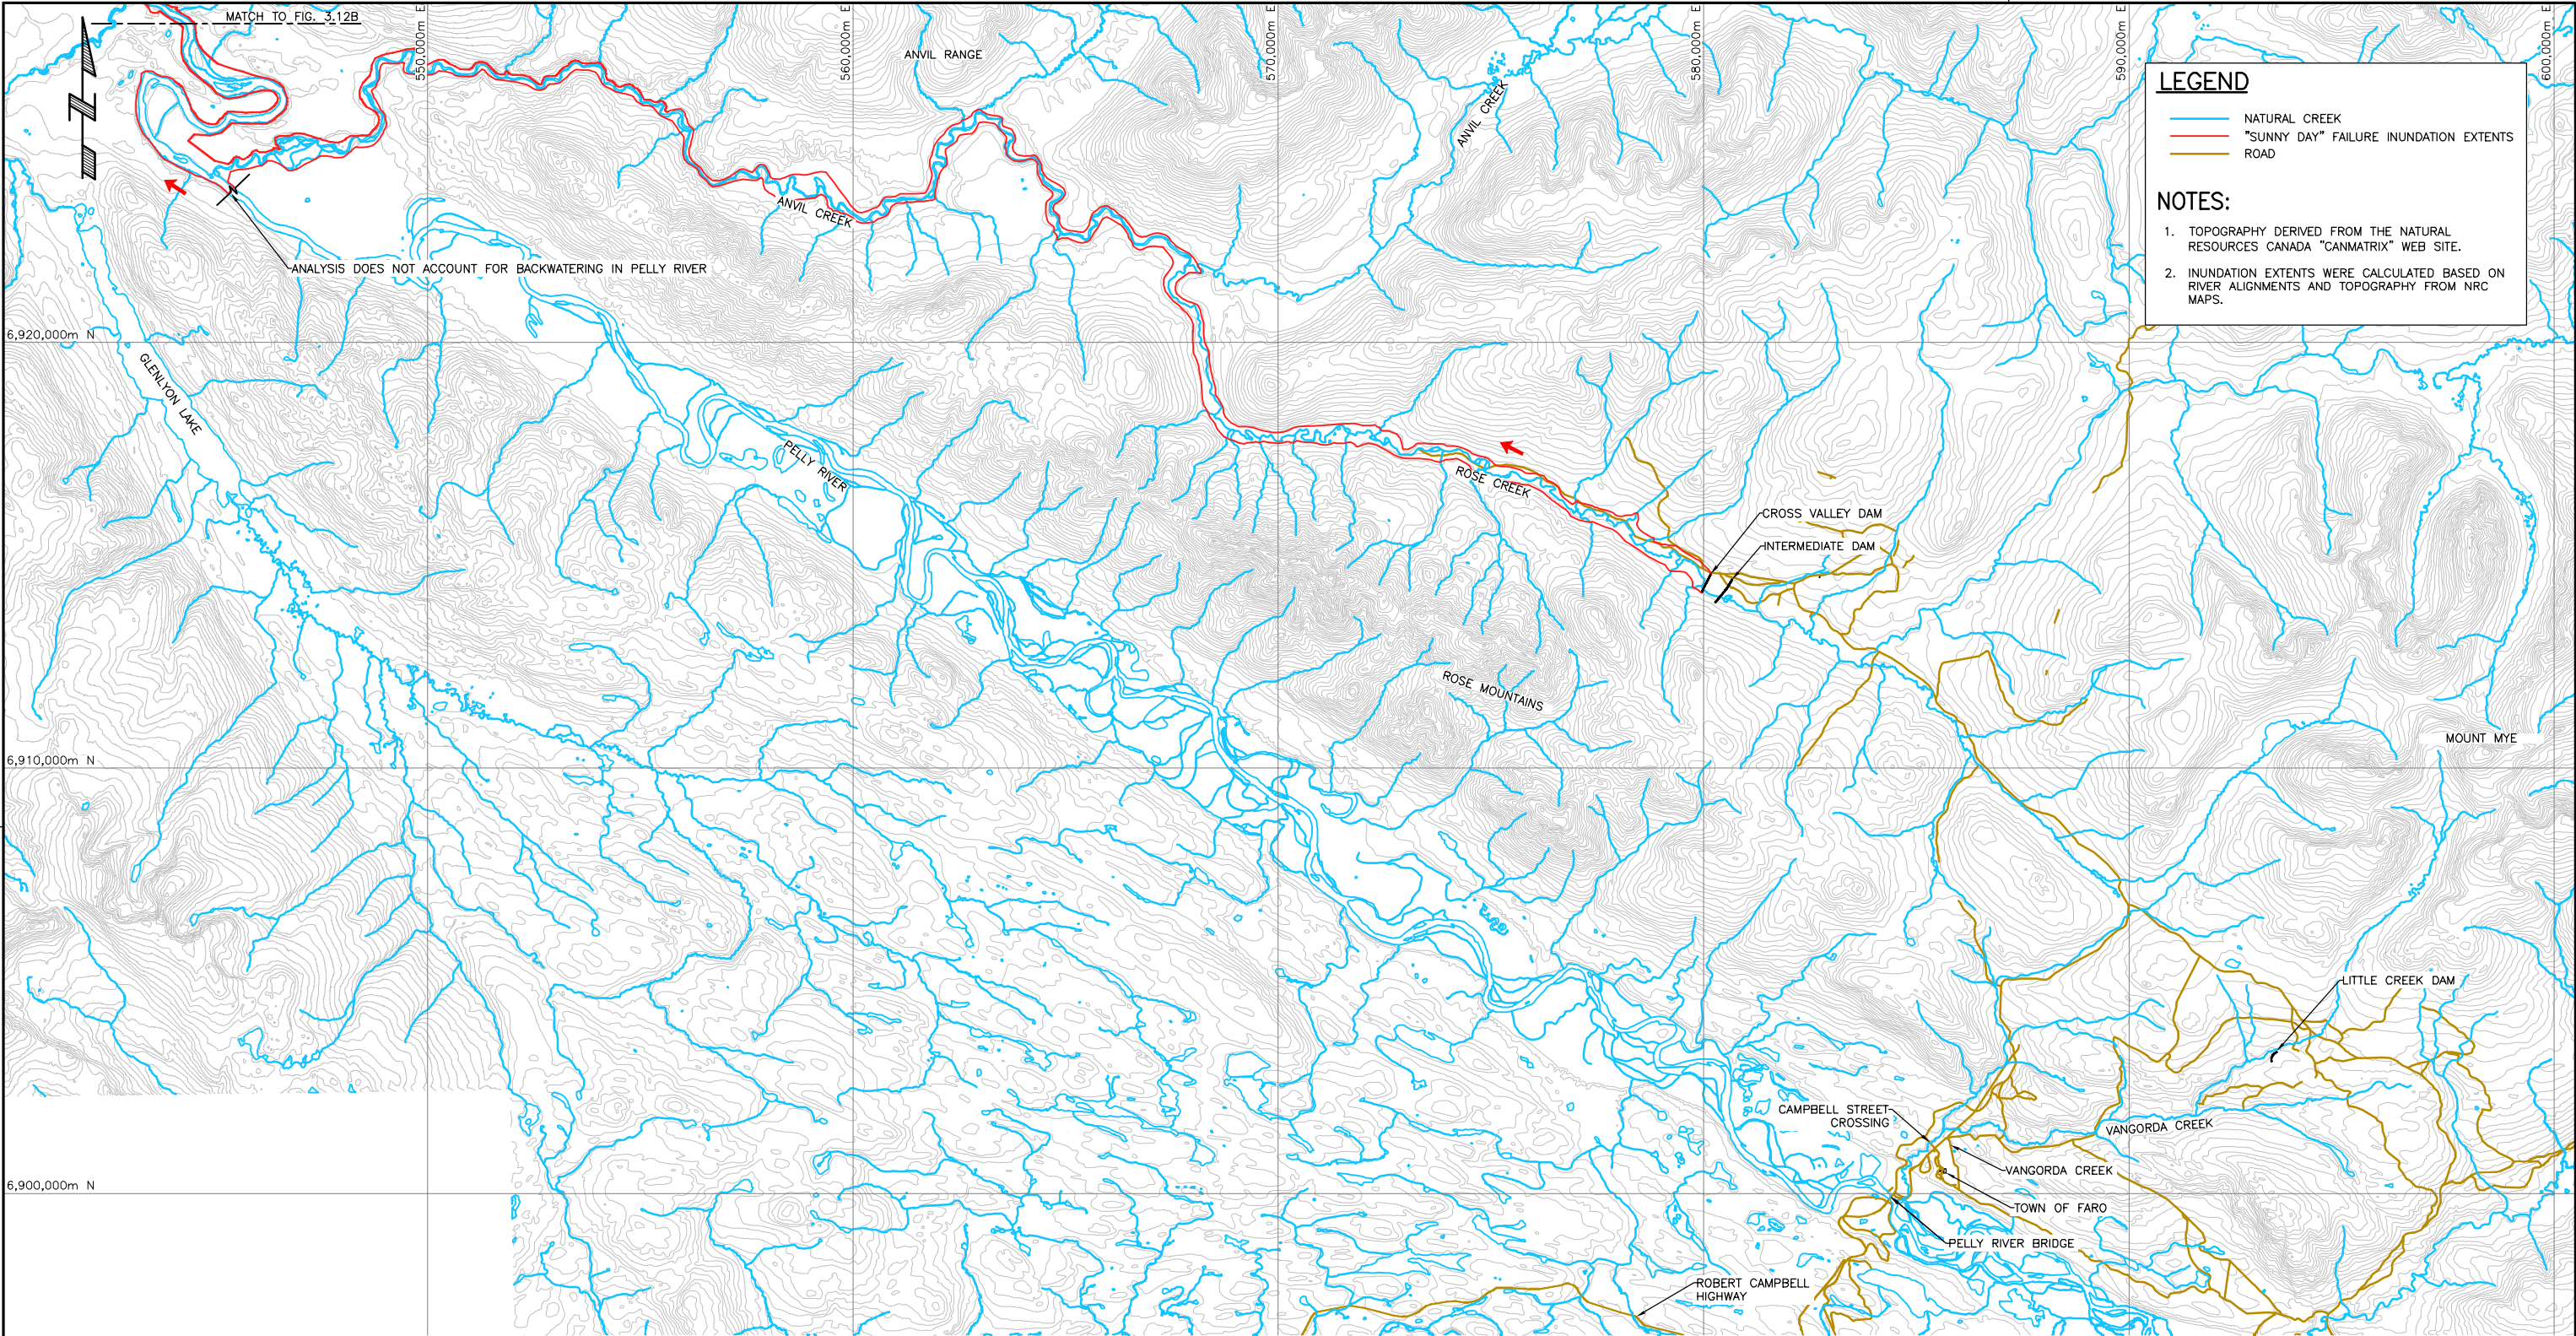 MATCH TO FIG. 3.12B
550,000m E
560,000m E
570,000m E
580,000m E
590,000m E
600,000m E
ANVIL RANGE
ANVIL CREEK
LEGEND
NATURAL CREEK
"SUNNY DAY" FAILURE INUNDATION EXTENTS
ROAD
NOTES:
1. TOPOGRAPHY DERIVED FROM THE NATURAL
RESOURCES CANADA "CANMATRIX" WEB SITE.
2. INUNDATION EXTENTS WERE CALCULATED BASED ON
RIVER ALIGNMENTS AND TOPOGRAPHY FROM NRC
MAPS.
N
ANVIL CREEK
ANALYSIS DOES NOT ACCOUNT FOR BACKWATERING IN PELLY RIVER
6,920,000m N
GLENLYON LAKE
PELLY RIVER
ROSE CREEK
CROSS VALLEY DAM
INTERMEDIATE DAM
ROSE MOUNTAINS
MOUNT MYE
6,910,000m N
LITTLE CREEK DAM
CAMPBELL STREET
CROSSING
VANGORDA CREEK
VANGORDA CREEK
6,900,000m N
TOWN OF FARO
PELLY RIVER BRIDGE
ROBERT CAMPBELL
HIGHWAY